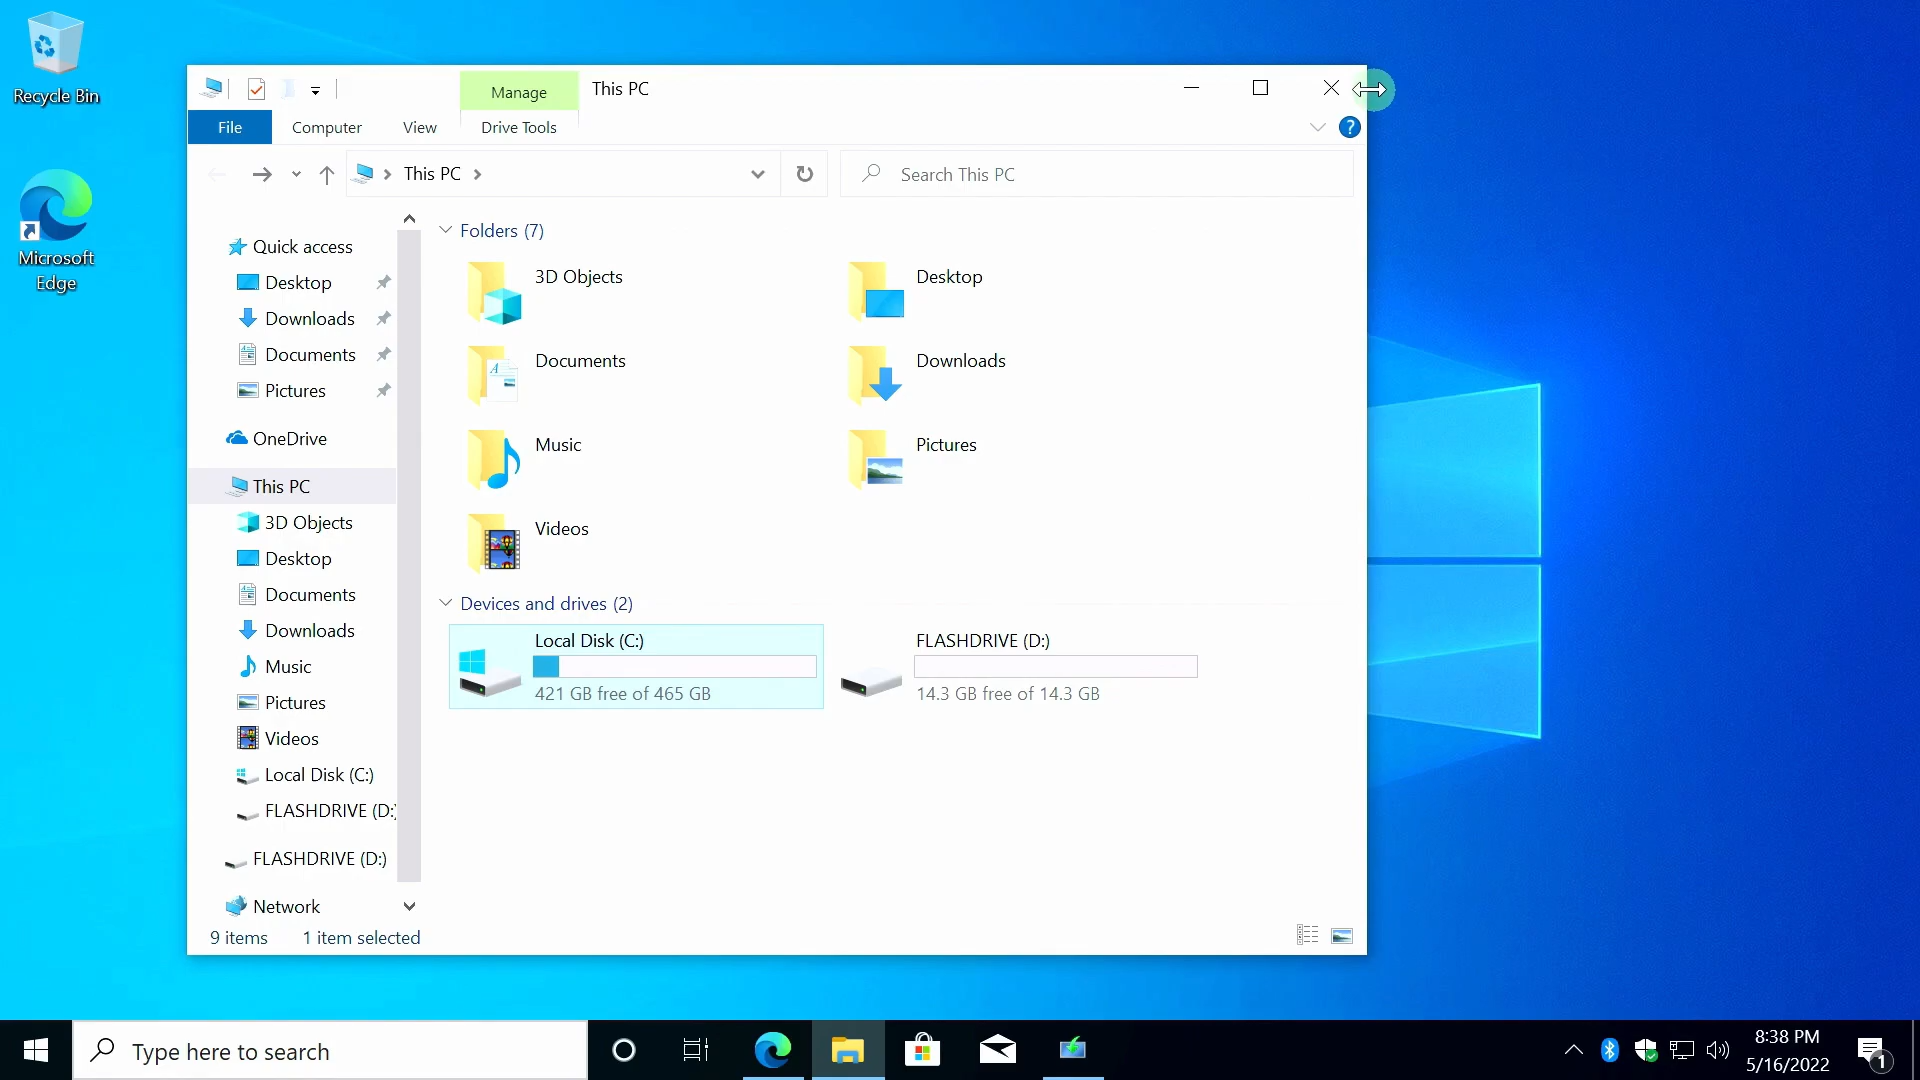 Recycle Bin
Microsoft
Edge
Manage
This PC
File
Computer
View
Drive Tools
?
This PC
Search This PC
Quick access
Desktop
Downloads
Documents
Pictures
OneDrive
This PC
3D Objects
Desktop
Documents
Downloads
Music
Pictures
Videos
Local Disk (C:)
FLASHDRIVE (D:)
FLASHDRIVE (D:)
Network
Folders (7)
3D Objects
Desktop
Documents
Downloads
Music
Pictures
Videos
Devices and drives (2)
Local Disk (C:)
421 GB free of 465 GB
FLASHDRIVE (D:)
14.3 GB free of 14.3 GB
9 items
1 item selected
Type here to search
8:38 PM
5/16/2022
1